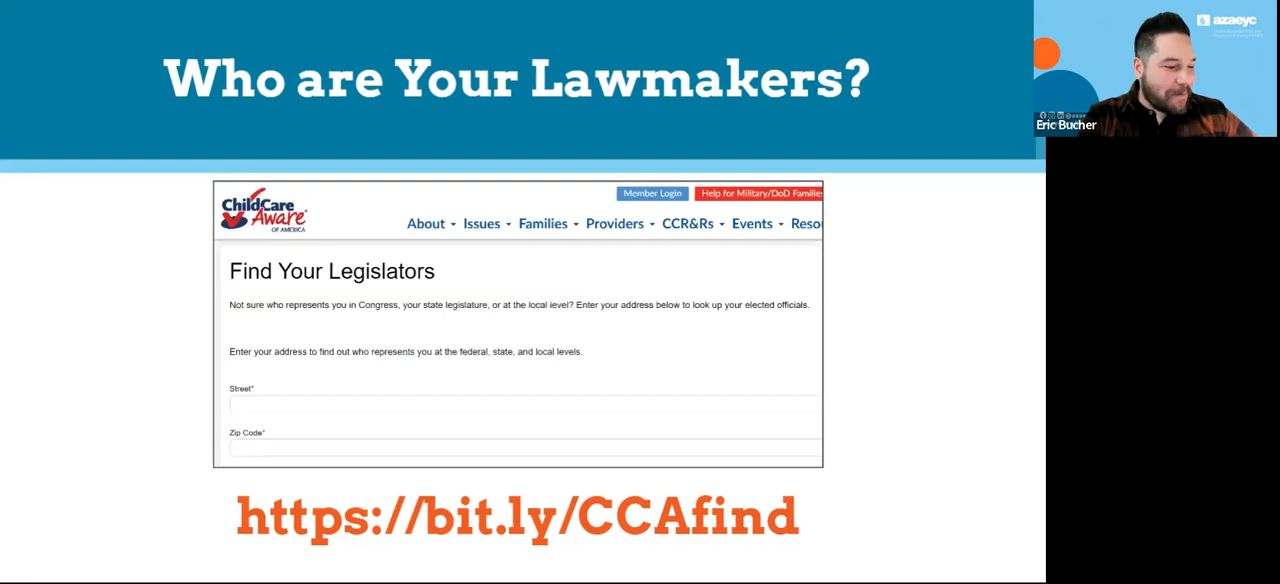 Who are Your Lawmakers?
azaeyc
Eric Bucher
Member Login
Help for Military/DoD Families
ChildCare
Aware
OF AMERICA
About Issues Families Providers CCR&Rs Events Resou
Find Your Legislators
Not sure who represents you in Congress, your state legislature, or at the local level? Enter your address below to look up your elected officials.
Enter your address to find out who represents you at the federal, state, and local levels.
Street*
Zip Code*
https://bit.ly/CCAfind